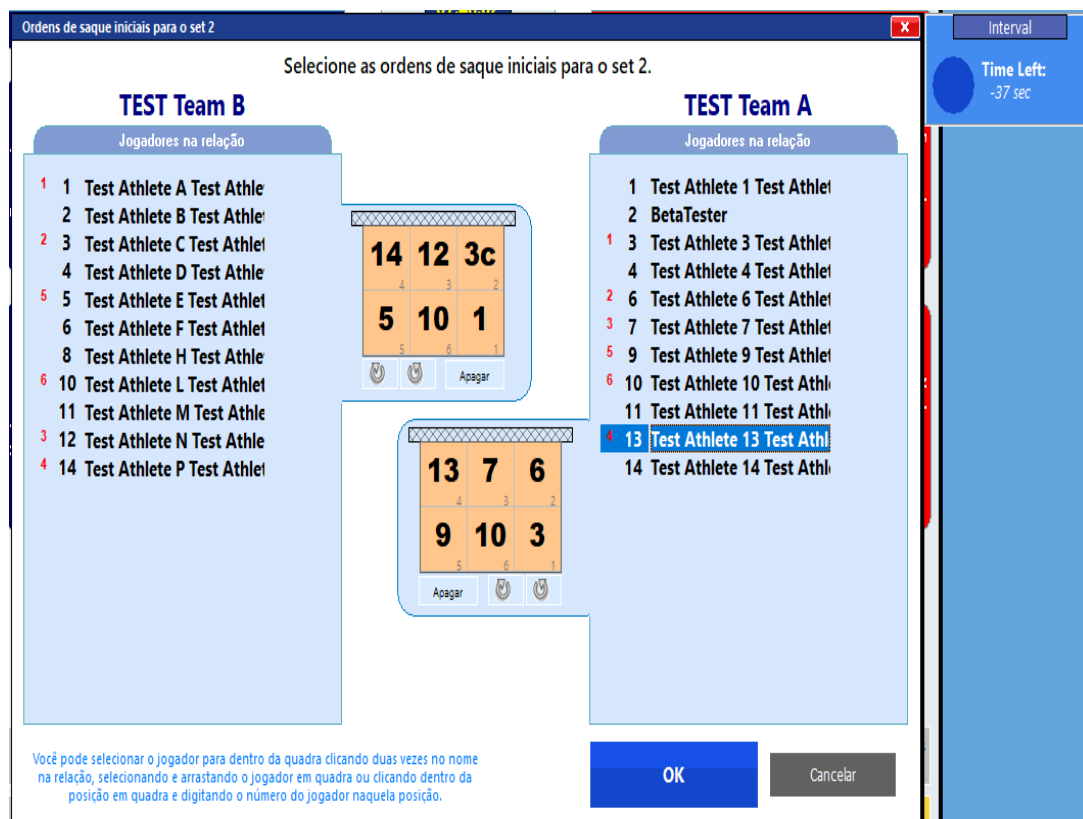 Ordens de saque iniciais para o set 2
Interval
Time Left:
-37 sec
Selecione as ordens de saque iniciais para o set 2.
TEST Team B
Jogadores na relação
1 1 Test Athlete A Test Athle
2 Test Athlete B Test Athle
2 3 Test Athlete C Test Athlet
4 Test Athlete D Test Athle
5 5 Test Athlete E Test Athlet
6 Test Athlete F Test Athlet
8 Test Athlete H Test Athle
6 10 Test Athlete L Test Athlet
11 Test Athlete M Test Athle
3 12 Test Athlete N Test Athle
4 14 Test Athlete P Test Athlet
14 12 3c
4 3 2
5 10 1
5 6 1
Apagar
TEST Team A
Jogadores na relação
1 Test Athlete 1 Test Athlet
2 BetaTester
1 3 Test Athlete 3 Test Athlet
4 Test Athlete 4 Test Athlet
2 6 Test Athlete 6 Test Athlet
3 7 Test Athlete 7 Test Athlet
5 9 Test Athlete 9 Test Athlet
6 10 Test Athlete 10 Test Athl
11 Test Athlete 11 Test Athl
4 13 Test Athlete 13 Test Athl
14 Test Athlete 14 Test Athl
13 7 6
4 3 2
9 10 3
5 6 1
Apagar
Você pode selecionar o jogador para dentro da quadra clicando duas vezes no nome
na relação, selecionando e arrastando o jogador em quadra ou clicando dentro da
posição em quadra e digitando o número do jogador naquela posição.
OK
Cancelar